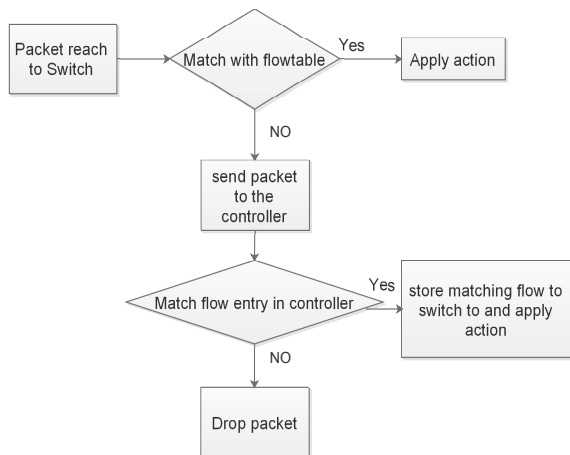 Packet reach
to Switch
Match with flowtable
Yes
Apply action
NO
send packet
to the
controller
Match flow entry in controller
Yes
store matching flow to
switch to and apply
action
NO
Drop packet